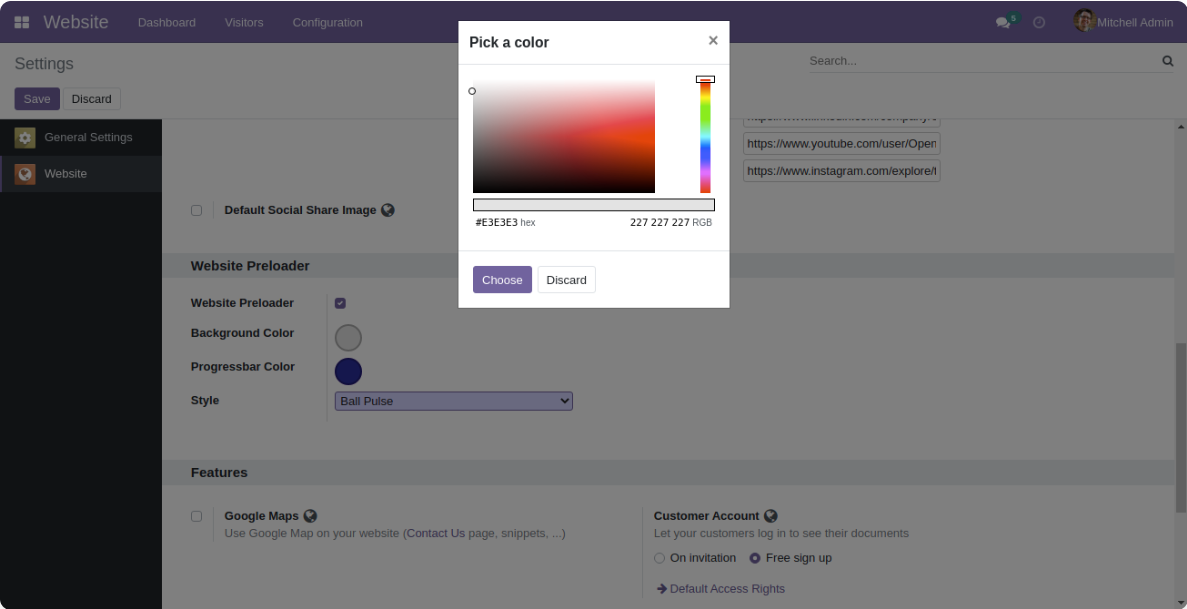 Website Dashboard Visitors Configuration 5 Mitchell Admin
Settings
Search...
Save Discard
Pick a color ×
#E3E3E3 hex 227 227 227 RGB
Choose Discard
General Settings
Website
https://www.youtube.com/user/Open
https://www.instagram.com/explore/t
Default Social Share Image
Website Preloader
Website Preloader
Background Color
Progressbar Color
Style Ball Pulse
Features
Google Maps
Use Google Map on your website (Contact Us page, snippets, ...)
Customer Account
Let your customers log in to see their documents
On invitation Free sign up
Default Access Rights